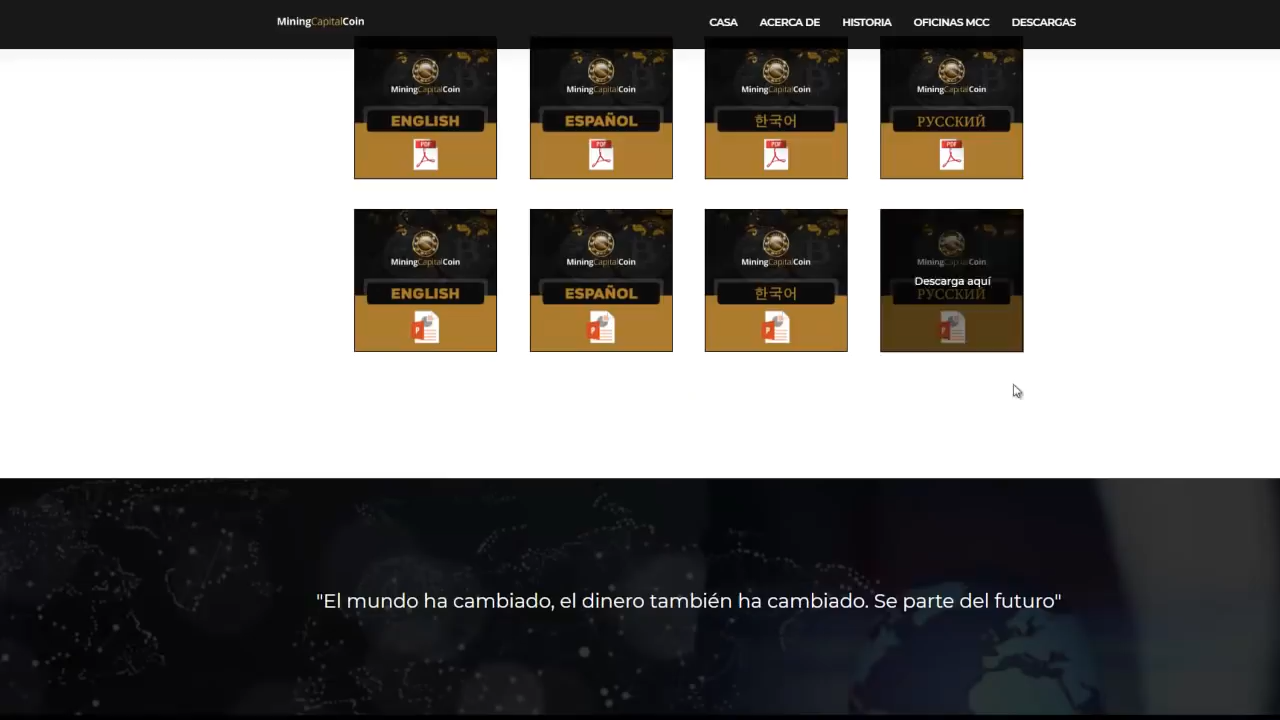 MiningCapitalCoin
CASA ACERCA DE HISTORIA OFICINAS MCC DESCARGAS
MiningCapitalCoin MiningCapitalCoin MiningCapitalCoin MiningCapitalCoin
ENGLISH ESPAÑOL 한국어 РУССКИЙ
PDF PDF PDF PDF
MiningCapitalCoin MiningCapitalCoin MiningCapitalCoin MiningCapitalCoin
Descarga aquí
ENGLISH ESPAÑOL 한국어 РУССКИЙ
P P P P
"El mundo ha cambiado, el dinero también ha cambiado. Se parte del futuro"